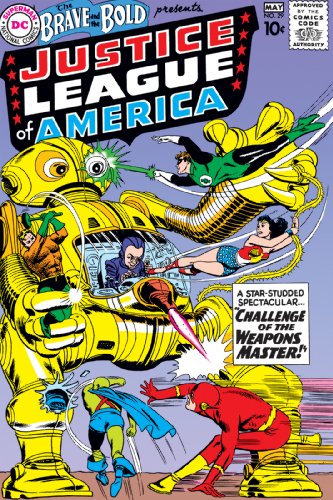 SUPERMAN
DC
NATIONAL COMICS
The BRAVE and the BOLD presents
MAY
NO. 29
10¢
APPROVED
BY THE
COMICS
CODE
AUTHORITY
JUSTICE
LEAGUE
of AMERICA
A STAR-STUDDED
SPECTACULAR...
"CHALLENGE
OF THE
WEAPONS
MASTER!"